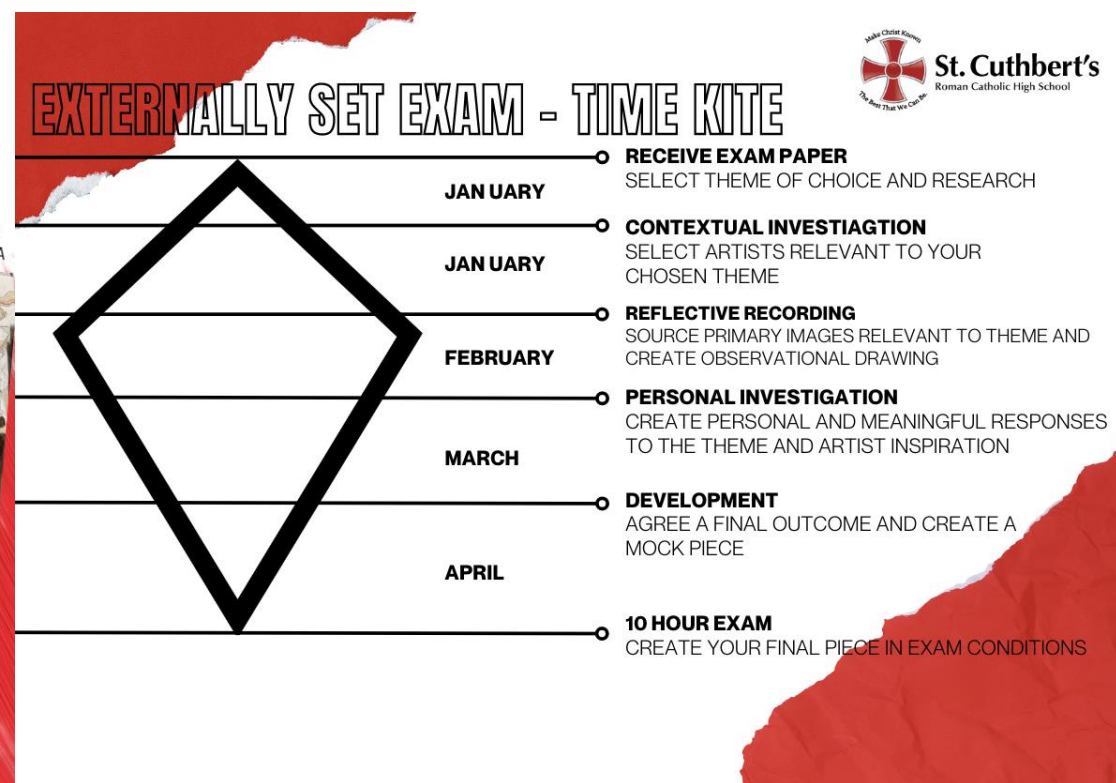 Make Christ Known
St. Cuthbert's
Roman Catholic High School
The Best That We Can Be.
EXTERNALLY SET EXAM - TIME KITE
RECEIVE EXAM PAPER
SELECT THEME OF CHOICE AND RESEARCH
JAN UARY
CONTEXTUAL INVESTIAGTION
SELECT ARTISTS RELEVANT TO YOUR
CHOSEN THEME
JAN UARY
REFLECTIVE RECORDING
SOURCE PRIMARY IMAGES RELEVANT TO THEME AND
CREATE OBSERVATIONAL DRAWING
FEBRUARY
PERSONAL INVESTIGATION
CREATE PERSONAL AND MEANINGFUL RESPONSES
TO THE THEME AND ARTIST INSPIRATION
MARCH
DEVELOPMENT
AGREE A FINAL OUTCOME AND CREATE A
MOCK PIECE
APRIL
10 HOUR EXAM
CREATE YOUR FINAL PIECE IN EXAM CONDITIONS